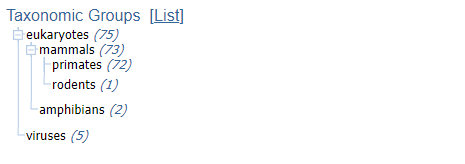 Taxonomic Groups [List]
eukaryotes (75)
mammals (73)
primates (72)
rodents (1)
amphibians (2)
viruses (5)